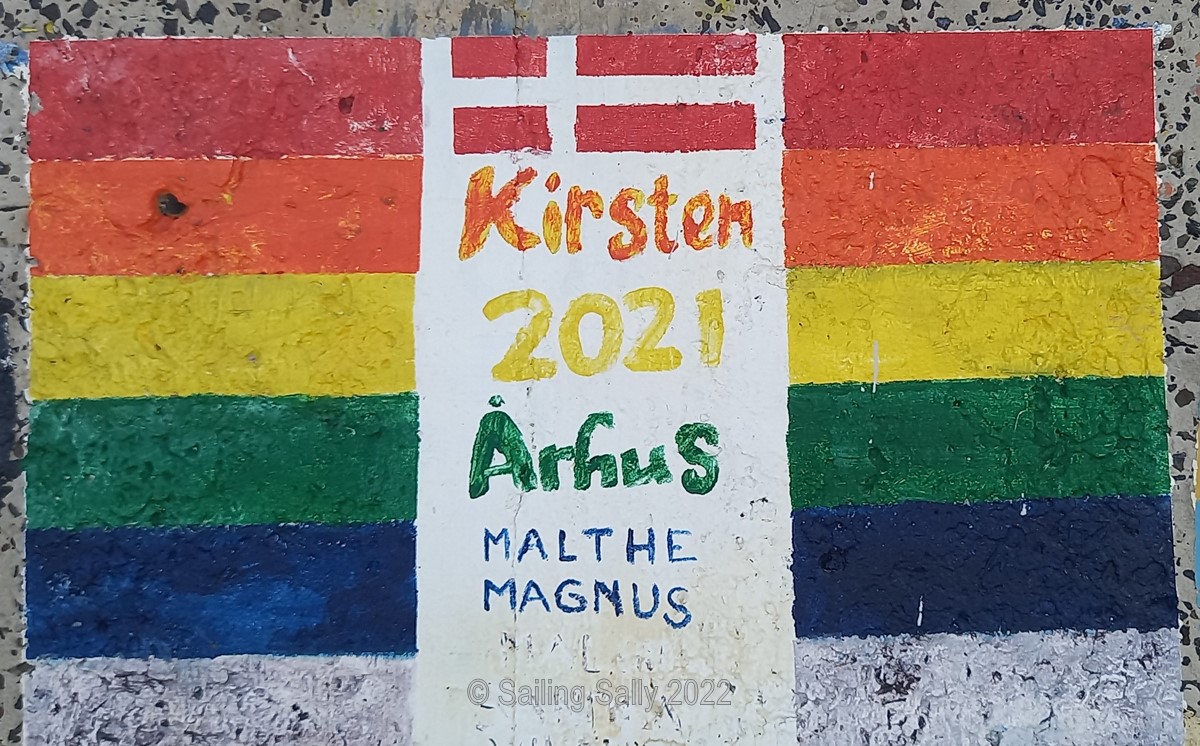 Kirsten
2021
Århus
MALTHE
MAGNUS
© Sailing Sally 2022